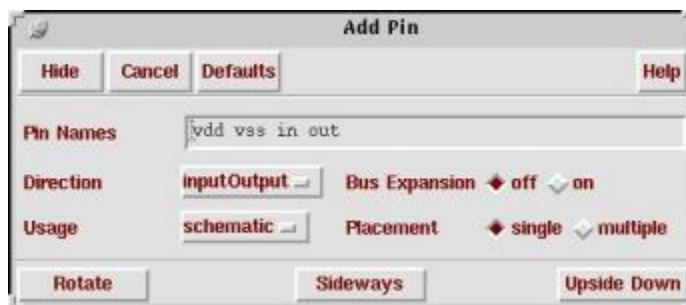 Add Pin
Hide Cancel Defaults Help
Pin Names vdd vss in out
Direction inputOutput Bus Expansion off on
Usage schematic Placement single multiple
Rotate Sideways Upside Down